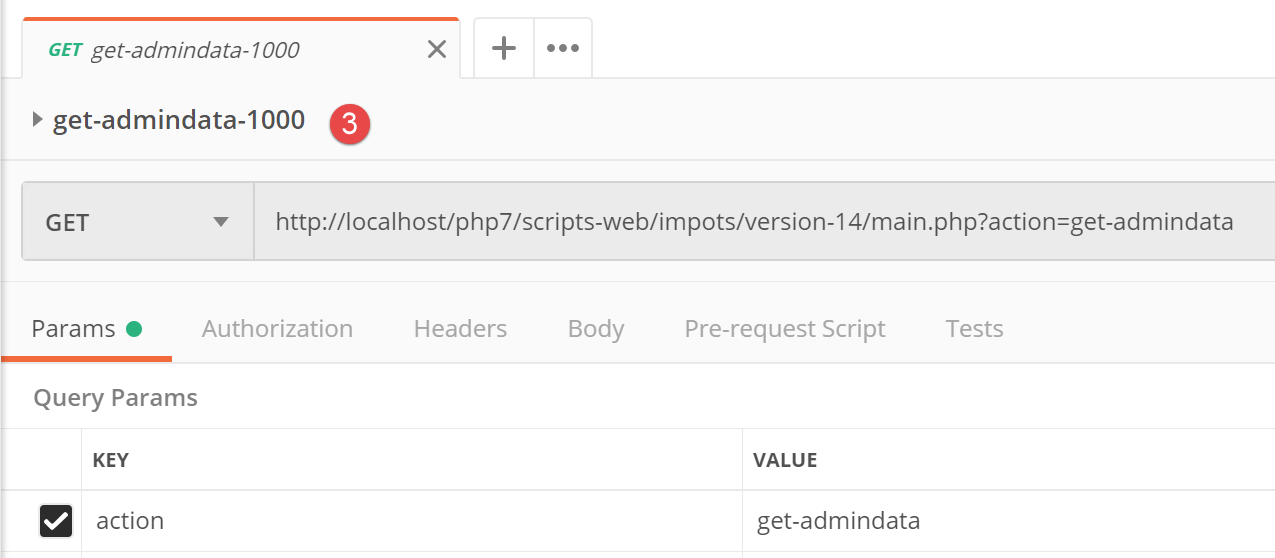 GET get-admindata-1000
get-admindata-1000 3
GET http://localhost/php7/scripts-web/impots/version-14/main.php?action=get-admindata
Params Authorization Headers Body Pre-request Script Tests
Query Params
KEY VALUE
action get-admindata